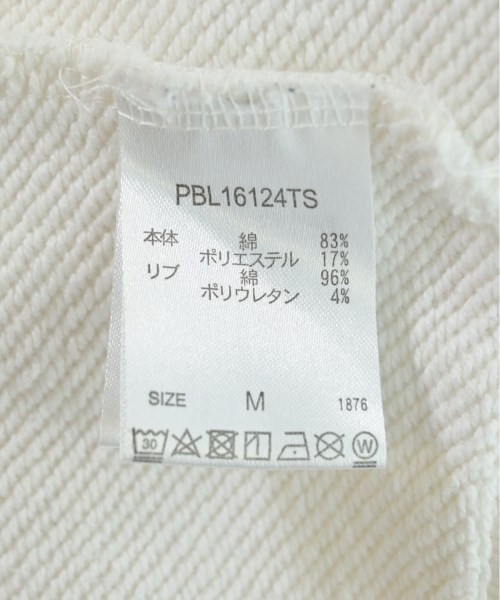 PBL16124TS
本体 綿 83%
ポリエステル 17%
リブ 綿 96%
ポリウレタン 4%
SIZE M 1876
30 W